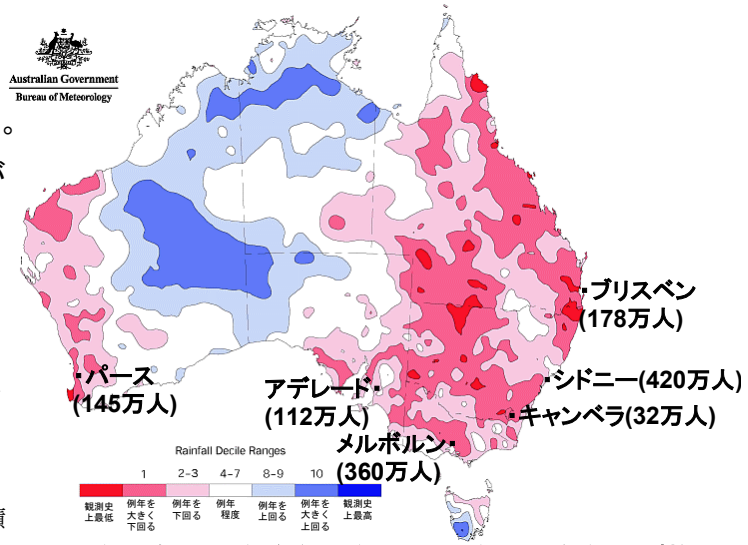 Australian Government
Bureau of Meteorology
。
が
・ブリスベン
(178万人)
・パース
(145万人)
アデレード・
(112万人)
・シドニー(420万人)
・キャンベラ(32万人)
メルボルン・
(360万人)
Rainfall Decile Ranges
1 2-3 4-7 8-9 10
観測史上最低
例年を大きく下回る
例年を下回る
例年程度
例年を上回る
例年を大きく上回る
観測史上最高